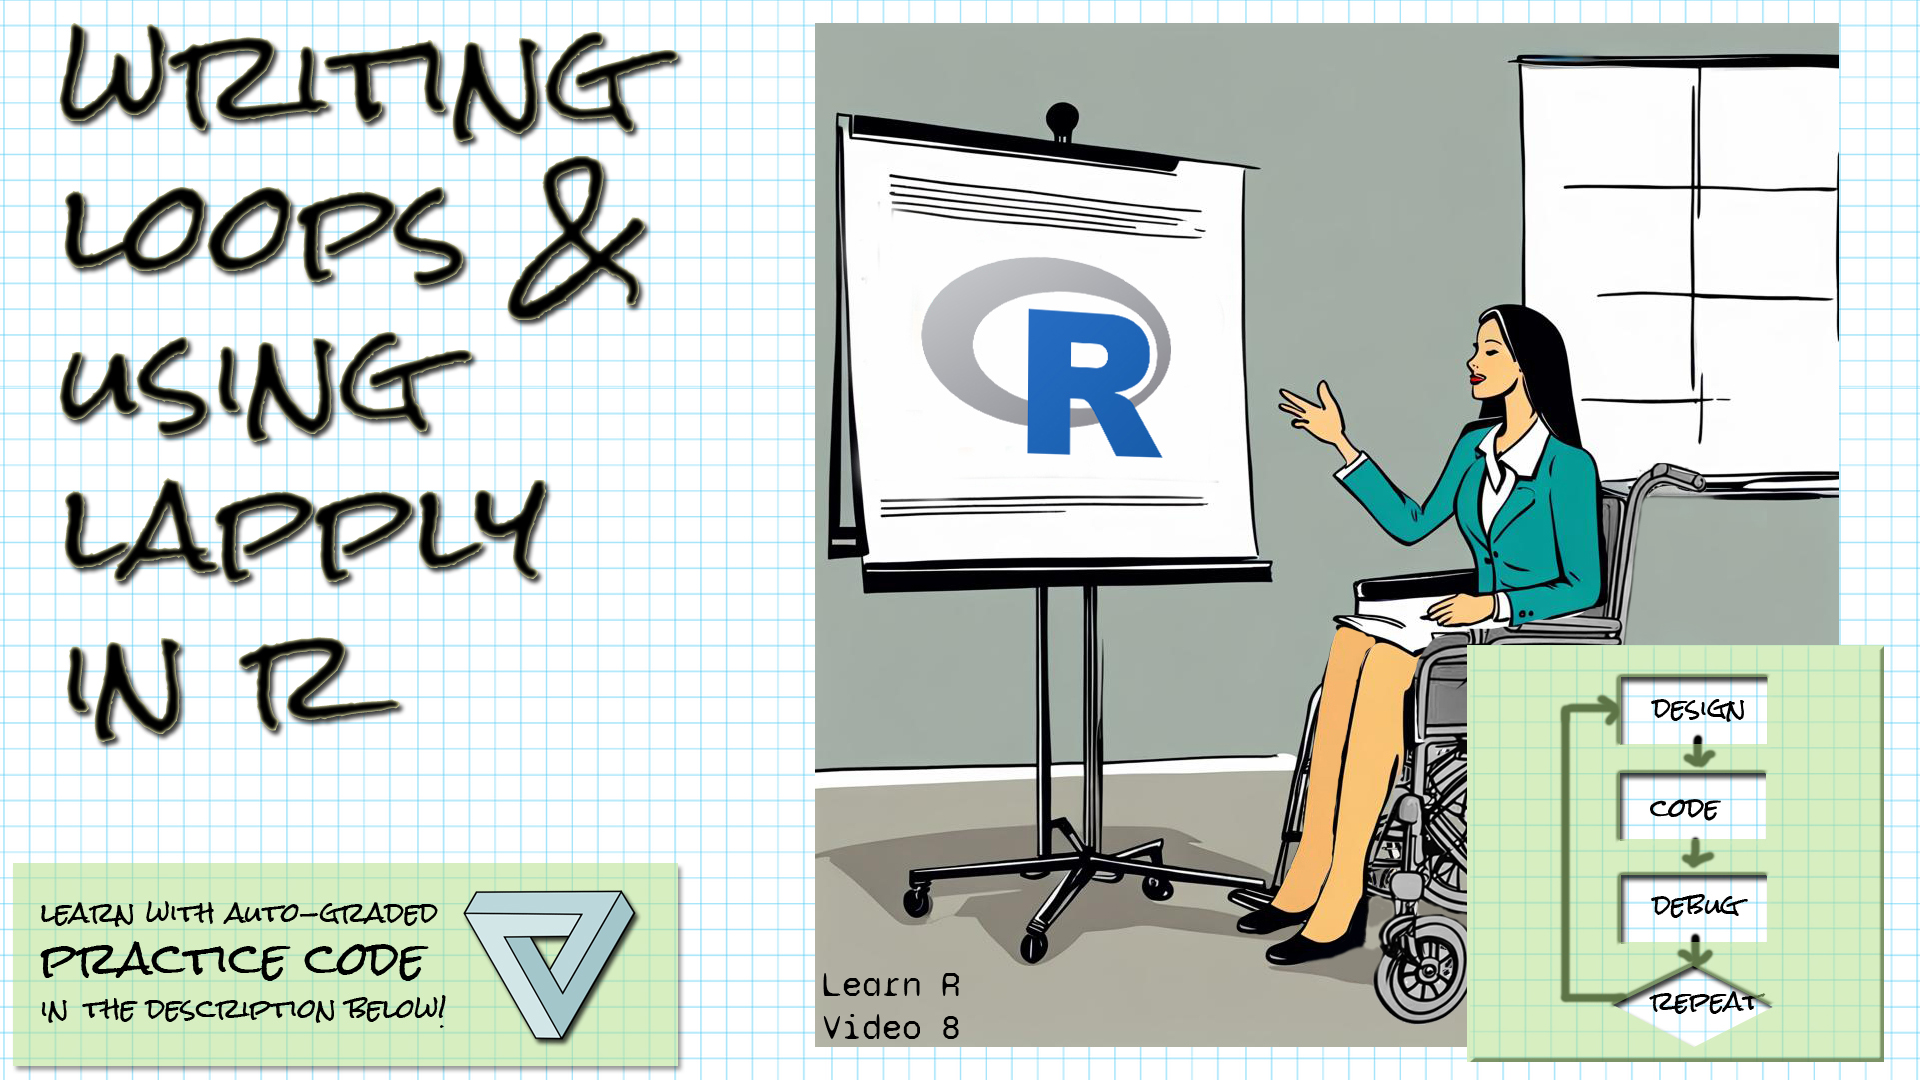 WRITING
LOOPS &
USING
LAPPLY
IN R
R
LEARN WITH AUTO-GRADED
PRACTICE CODE
IN THE DESCRIPTION BELOW!
Learn R
Video 8
DESIGN
CODE
DEBUG
REPEAT